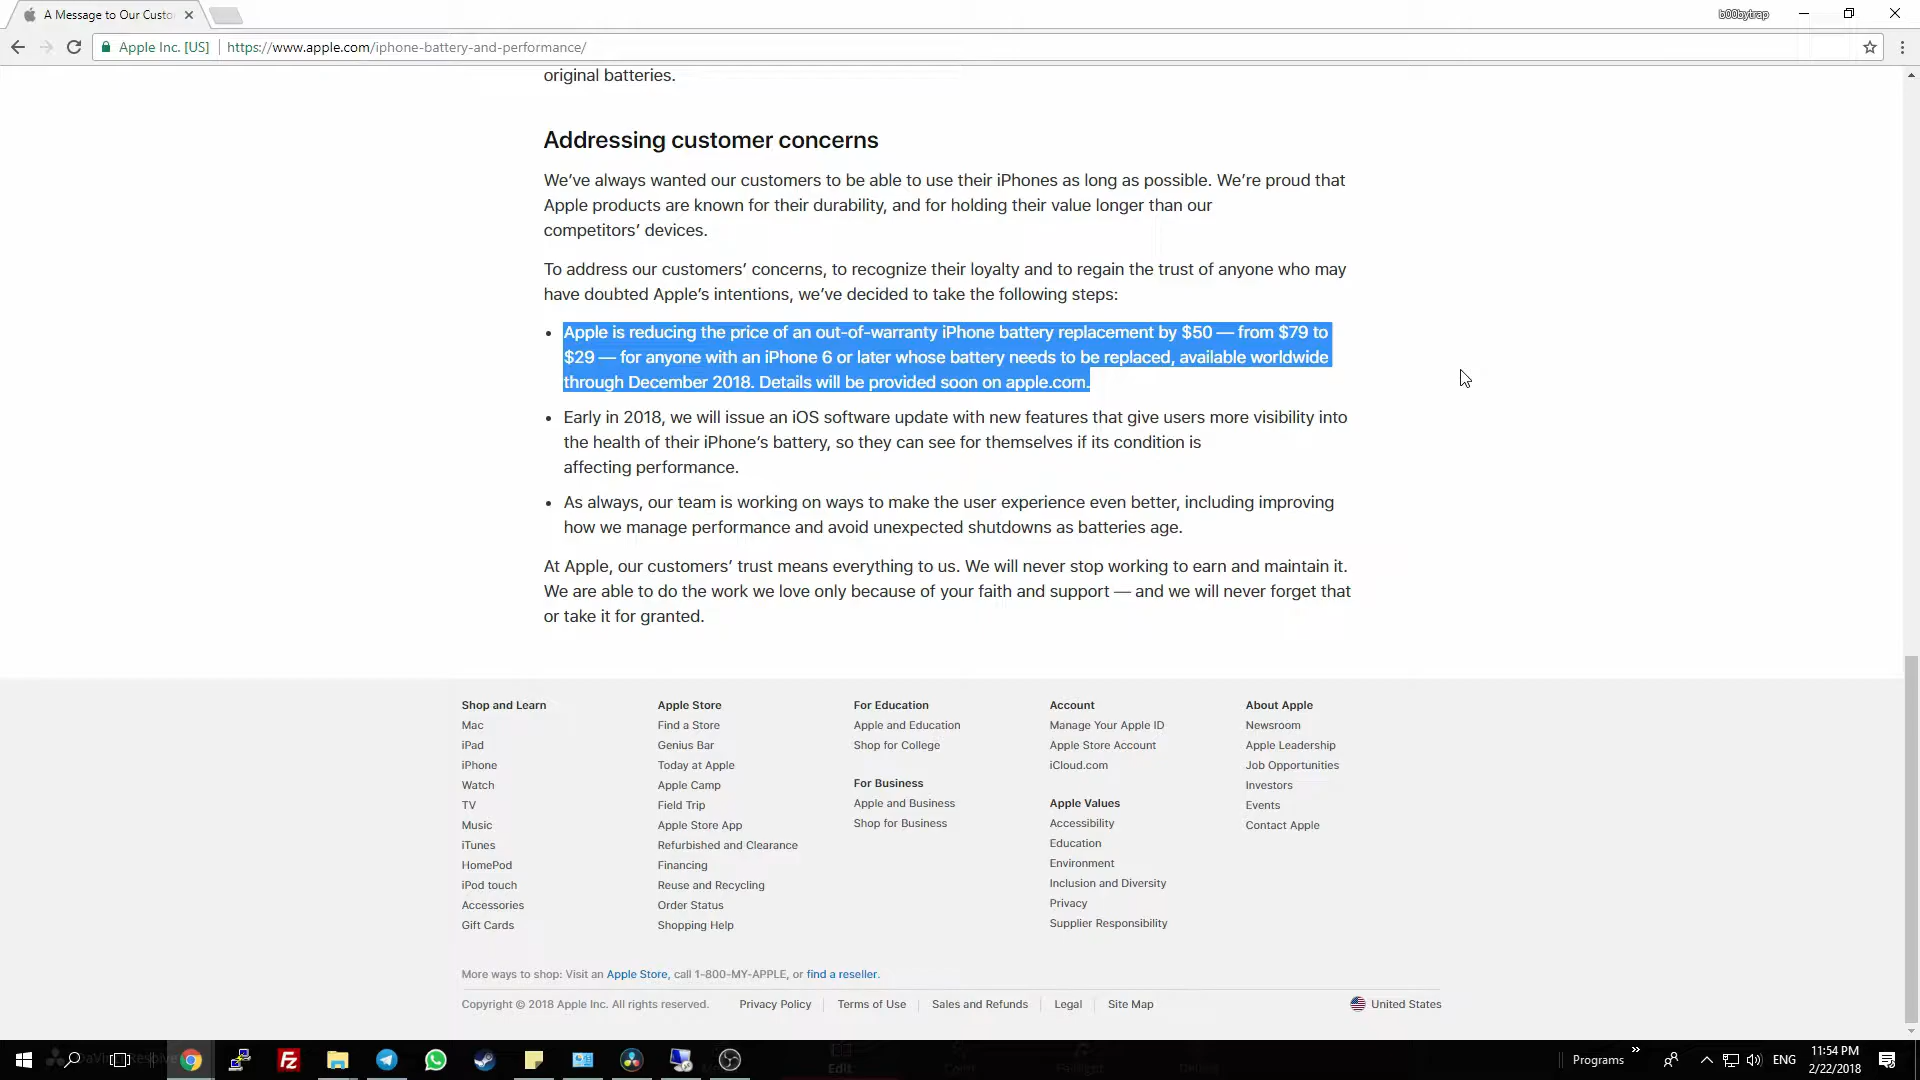 A Message to Our Custo
b00bytrap
Apple Inc. [US]
https://www.apple.com/iphone-battery-and-performance/
original batteries.
Addressing customer concerns
We’ve always wanted our customers to be able to use their iPhones as long as possible. We’re proud that
Apple products are known for their durability, and for holding their value longer than our
competitors’ devices.
To address our customers’ concerns, to recognize their loyalty and to regain the trust of anyone who may
have doubted Apple’s intentions, we’ve decided to take the following steps:
• Apple is reducing the price of an out-of-warranty iPhone battery replacement by $50 — from $79 to
$29 — for anyone with an iPhone 6 or later whose battery needs to be replaced, available worldwide
through December 2018. Details will be provided soon on apple.com.
• Early in 2018, we will issue an iOS software update with new features that give users more visibility into
the health of their iPhone’s battery, so they can see for themselves if its condition is
affecting performance.
• As always, our team is working on ways to make the user experience even better, including improving
how we manage performance and avoid unexpected shutdowns as batteries age.
At Apple, our customers’ trust means everything to us. We will never stop working to earn and maintain it.
We are able to do the work we love only because of your faith and support — and we will never forget that
or take it for granted.
Shop and Learn
Mac
iPad
iPhone
Watch
TV
Music
iTunes
HomePod
iPod touch
Accessories
Gift Cards
Apple Store
Find a Store
Genius Bar
Today at Apple
Apple Camp
Field Trip
Apple Store App
Refurbished and Clearance
Financing
Reuse and Recycling
Order Status
Shopping Help
For Education
Apple and Education
Shop for College
For Business
Apple and Business
Shop for Business
Account
Manage Your Apple ID
Apple Store Account
iCloud.com
Apple Values
Accessibility
Education
Environment
Inclusion and Diversity
Privacy
Supplier Responsibility
About Apple
Newsroom
Apple Leadership
Job Opportunities
Investors
Events
Contact Apple
More ways to shop: Visit an Apple Store, call 1-800-MY-APPLE, or find a reseller.
Copyright © 2018 Apple Inc. All rights reserved.
Privacy Policy
Terms of Use
Sales and Refunds
Legal
Site Map
United States
Edit
Programs
ENG
11:54 PM
2/22/2018